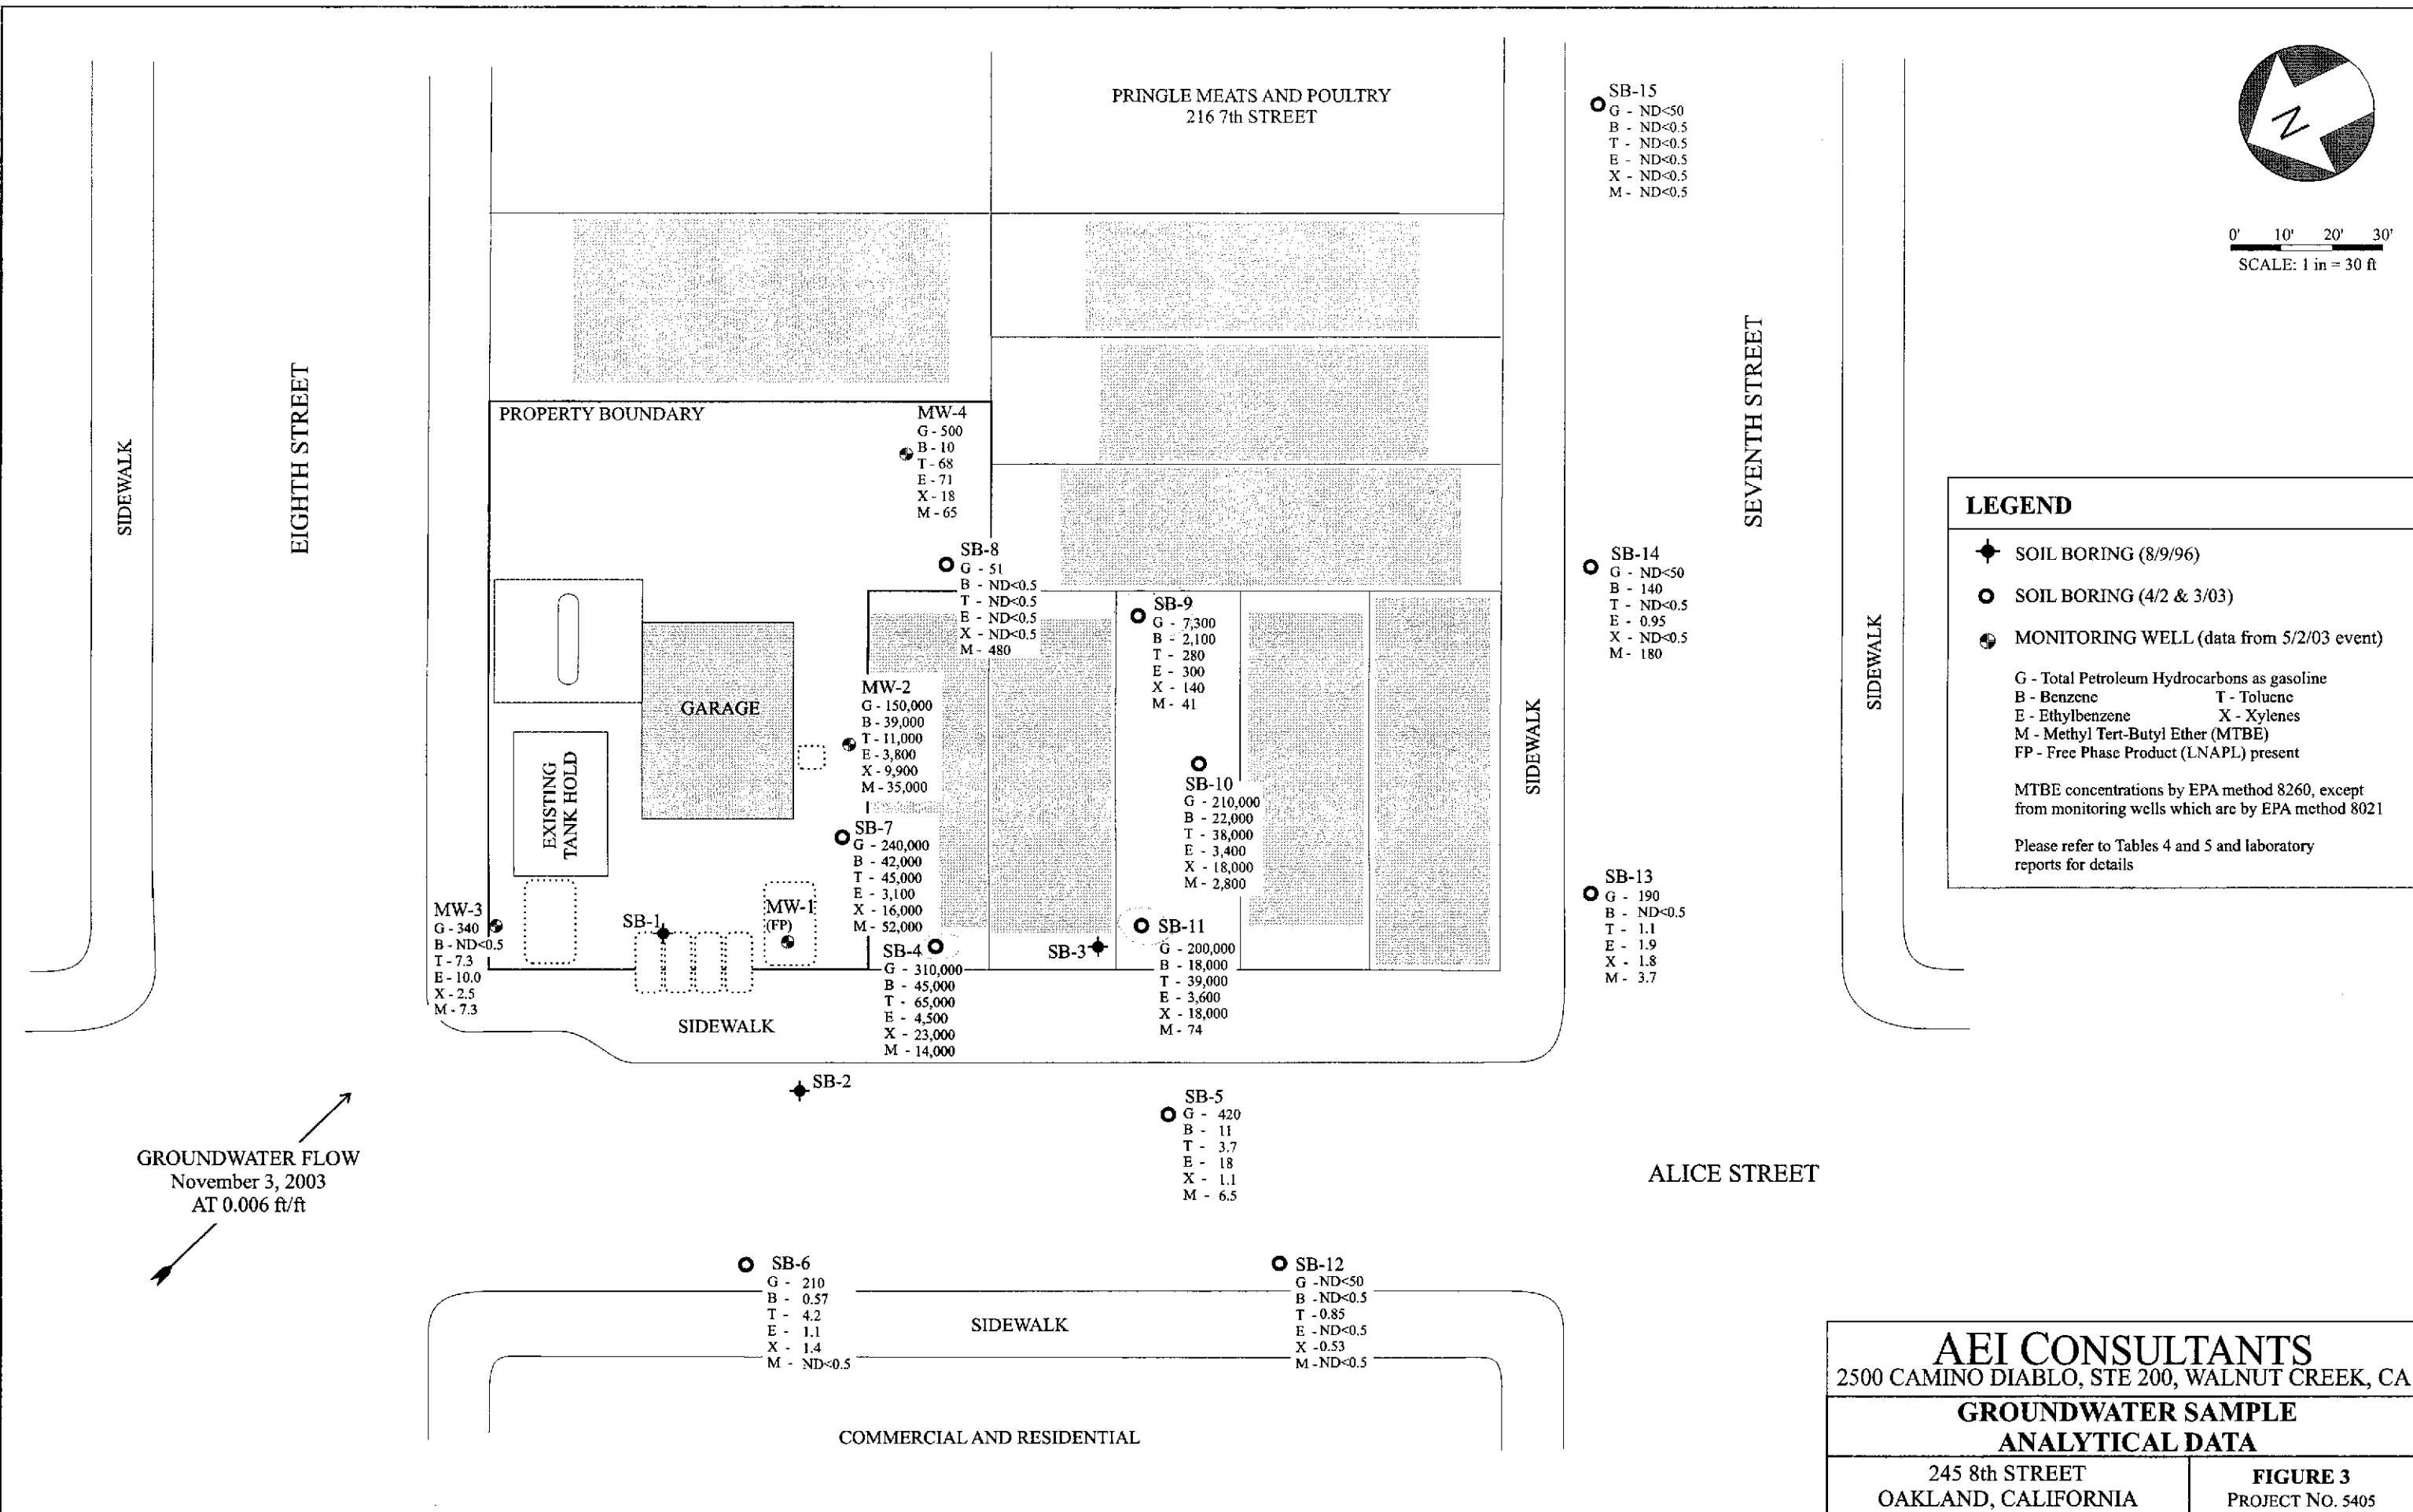 PRINGLE MEATS AND POULTRY
216 7th STREET
SB-15
G - ND<50
B - ND<0.5
T - ND<0.5
E - ND<0.5
X - ND<0.5
M - ND<0.5
N
0' 10' 20' 30'
SCALE: 1 in = 30 ft
SIDEWALK
EIGHTH STREET
PROPERTY BOUNDARY
MW-4
G - 500
B - 10
T - 68
E - 71
X - 18
M - 65
SEVENTH STREET
SB-8
G - 51
B - ND<0.5
T - ND<0.5
E - ND<0.5
X - ND<0.5
M - 480
SB-14
G - ND<50
B - 140
T - ND<0.5
E - 0.95
X - ND<0.5
M - 180
SB-9
G - 7,300
B - 2,100
T - 280
E - 300
X - 140
M - 41
GARAGE
MW-2
G - 150,000
B - 39,000
T - 11,000
E - 3,800
X - 9,900
M - 35,000
SIDEWALK
SIDEWALK
EXISTING
TANK HOLD
SB-10
G - 210,000
B - 22,000
T - 38,000
E - 3,400
X - 18,000
M - 2,800
SB-7
G - 240,000
B - 42,000
T - 45,000
E - 3,100
X - 16,000
M - 52,000
SB-13
G - 190
B - ND<0.5
T - 1.1
E - 1.9
X - 1.8
M - 3.7
MW-3
G - 340
B - ND<0.5
T - 7.3
E - 10.0
X - 2.5
M - 7.3
SB-1
MW-1
(FP)
SB-4
G - 310,000
B - 45,000
T - 65,000
E - 4,500
X - 23,000
M - 14,000
SB-3
SB-11
G - 200,000
B - 18,000
T - 39,000
E - 3,600
X - 18,000
M - 74
SIDEWALK
SB-2
SB-5
G - 420
B - 11
T - 3.7
E - 18
X - 1.1
M - 6.5
GROUNDWATER FLOW
November 3, 2003
AT 0.006 ft/ft
ALICE STREET
SB-6
G - 210
B - 0.57
T - 4.2
E - 1.1
X - 1.4
M - ND<0.5
SIDEWALK
SB-12
G -ND<50
B -ND<0.5
T -0.85
E -ND<0.5
X -0.53
M -ND<0.5
COMMERCIAL AND RESIDENTIAL
LEGEND
SOIL BORING (8/9/96)
SOIL BORING (4/2 & 3/03)
MONITORING WELL (data from 5/2/03 event)
G - Total Petroleum Hydrocarbons as gasoline
B - Benzene T - Toluene
E - Ethylbenzene X - Xylenes
M - Methyl Tert-Butyl Ether (MTBE)
FP - Free Phase Product (LNAPL) present
MTBE concentrations by EPA method 8260, except
from monitoring wells which are by EPA method 8021
Please refer to Tables 4 and 5 and laboratory
reports for details
AEI CONSULTANTS
2500 CAMINO DIABLO, STE 200, WALNUT CREEK, CA
GROUNDWATER SAMPLE
ANALYTICAL DATA
245 8th STREET
OAKLAND, CALIFORNIA
FIGURE 3
PROJECT NO. 5405